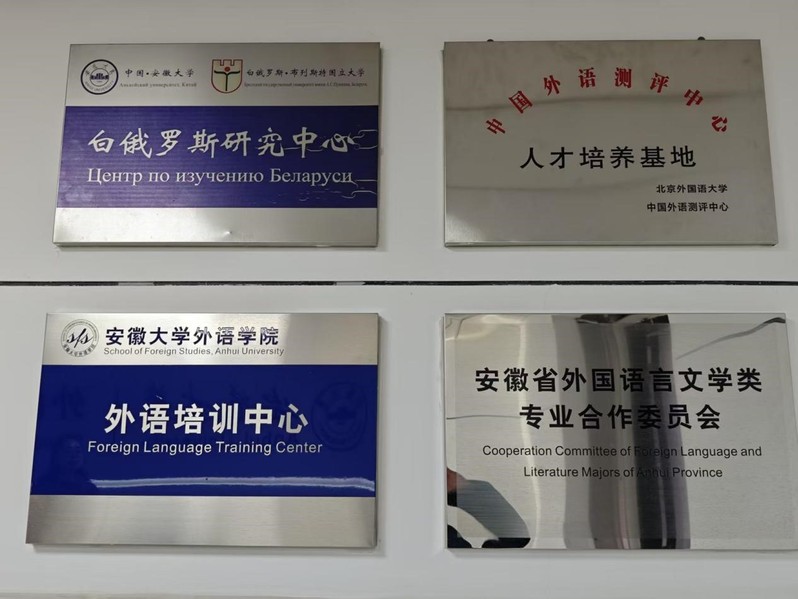 中国·安徽大学
白俄罗斯·布列斯特国立大学
白俄罗斯研究中心
Центр по изучению Беларуси
中国外语测评中心
人才培养基地
北京外国语大学
中国外语测评中心
安徽大学外语学院
School of Foreign Studies, Anhui University
外语培训中心
Foreign Language Training Center
安徽省外国语言文学类
专业合作委员会
Cooperation Committee of Foreign Language and
Literature Majors of Anhui Province